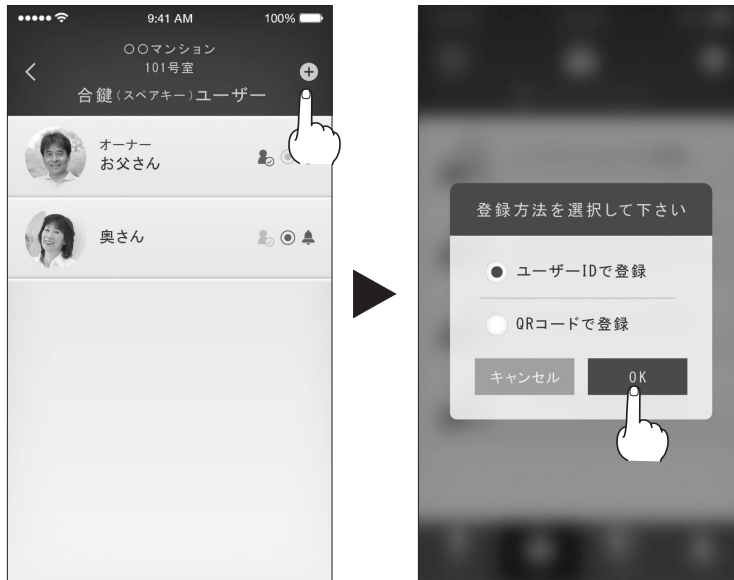 9:41 AM
100%
○○マンション
101号室
合鍵(スペアキー)ユーザー
オーナー
お父さん
奥さん
登録方法を選択して下さい
ユーザーIDで登録
QRコードで登録
キャンセル
OK